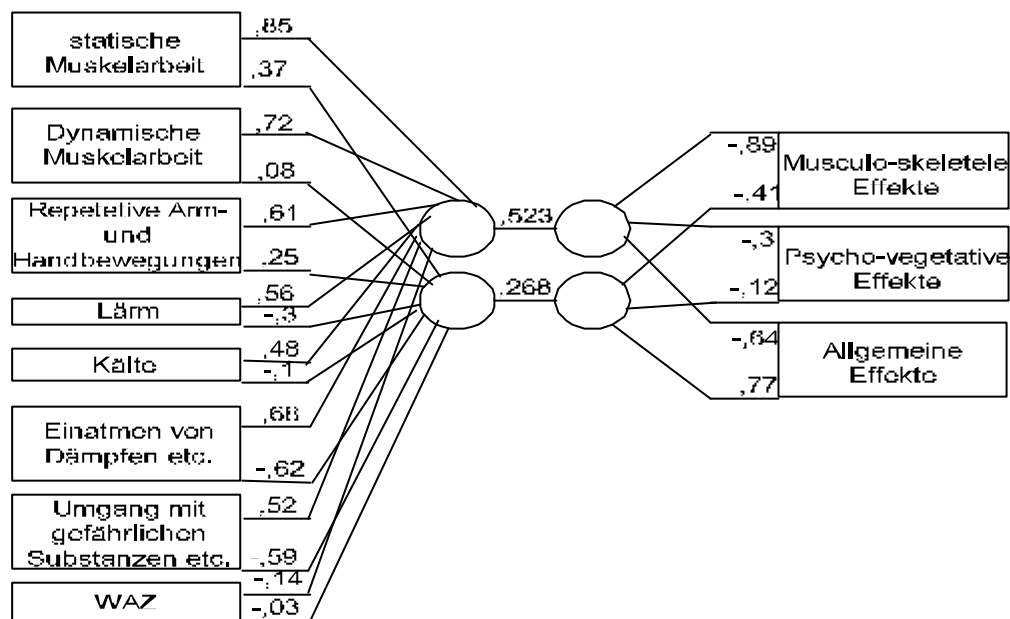 statische
Muskelarbeit
,85
,37
Dynamische
Muskelarbeit
,72
,08
Repetetive Arm-
und
Handbewegungen
,61
,25
Lärm
,56
-,3
Kälte
,48
-,1
Einatmen von
Dämpfen etc.
,68
-,62
Umgang mit
gefährlichen
Substanzen etc.
,52
-,59
WAZ
-,14
-,03
,523
,268
-,89
-,41
Musculo-skeletele
Effekte
-,3
-,12
Psycho-vegetative
Effekte
-,64
,77
Allgemeine
Effekte